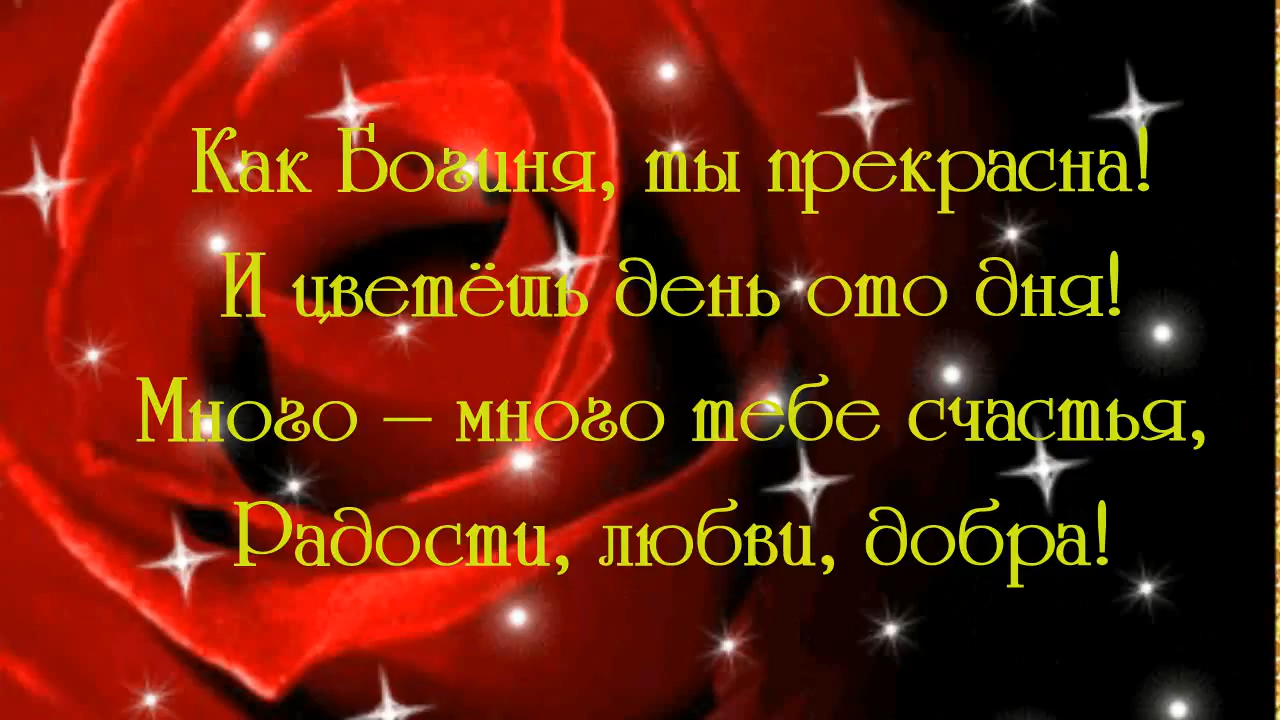 Как Богиня, ты прекрасна!
И цветёшь день ото дня!
Много – много тебе счастья,
Радости, любви, добра!